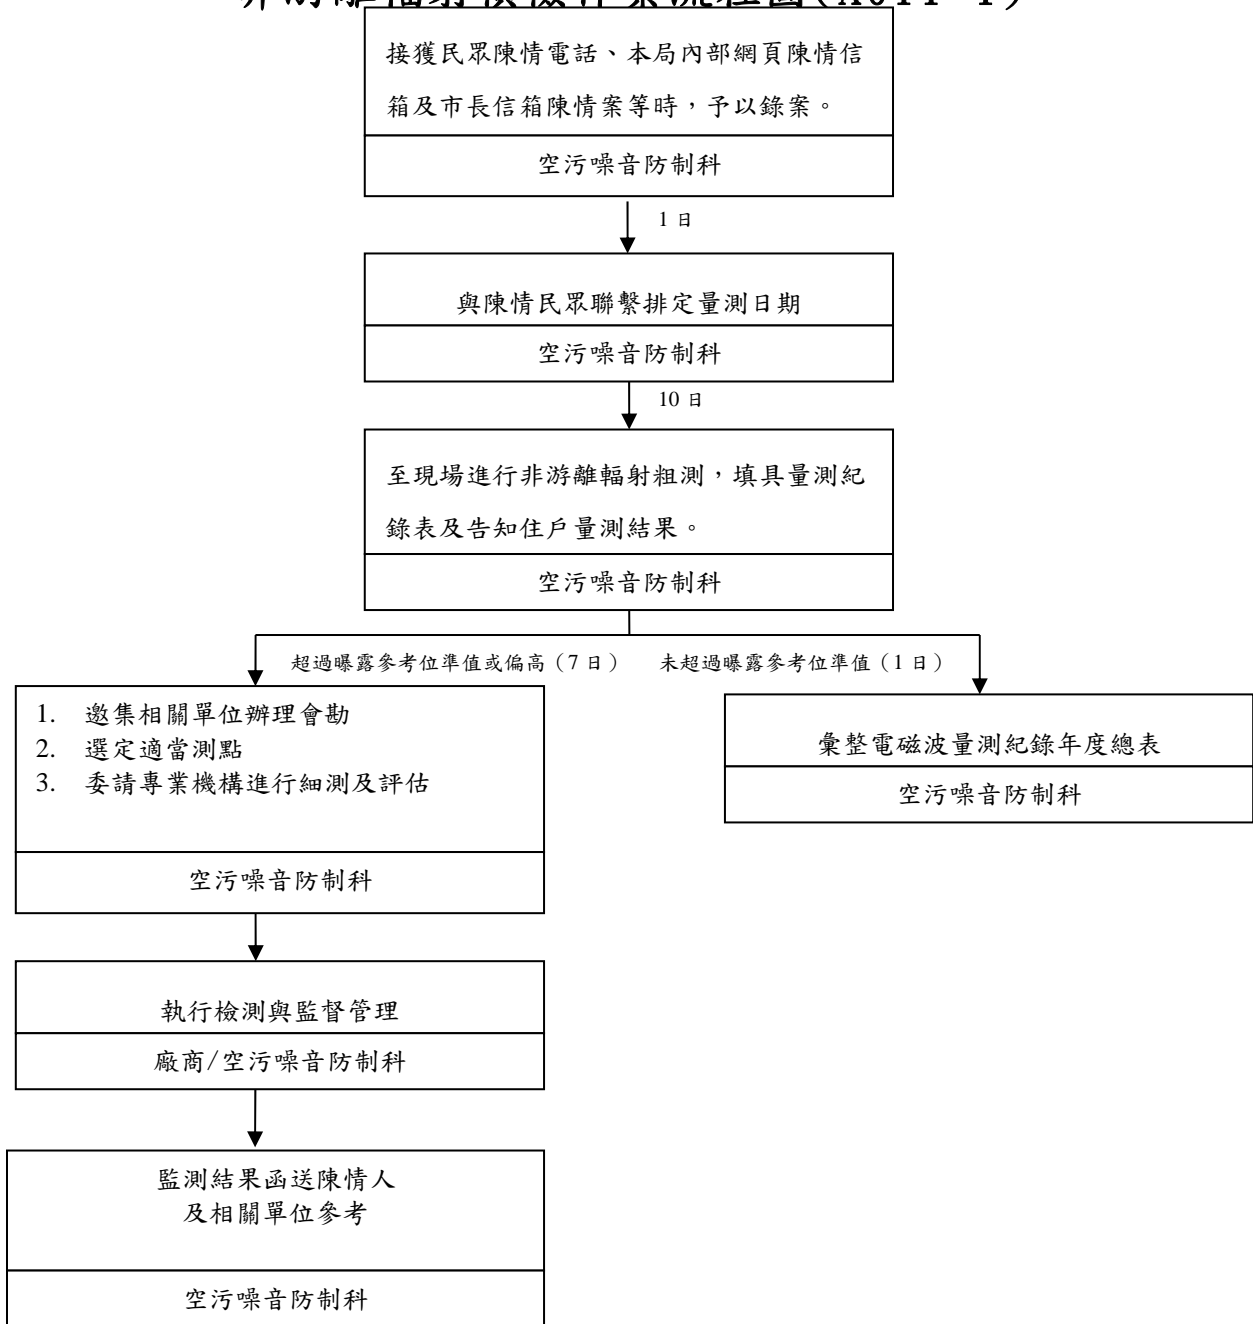 接獲民眾陳情電話、本局內部網頁陳情信
箱及市長信箱陳情案等時，予以錄案。
空污噪音防制科
1 日
與陳情民眾聯繫排定量測日期
空污噪音防制科
10 日
至現場進行非游離輻射粗測，填具量測紀
錄表及告知住戶量測結果。
空污噪音防制科
超過曝露參考位準值或偏高（7 日）
未超過曝露參考位準值（1 日）
1. 邀集相關單位辦理會勘
2. 選定適當測點
3. 委請專業機構進行細測及評估
空污噪音防制科
彙整電磁波量測紀錄年度總表
空污噪音防制科
執行檢測與監督管理
廠商/空污噪音防制科
監測結果函送陳情人
及相關單位參考
空污噪音防制科